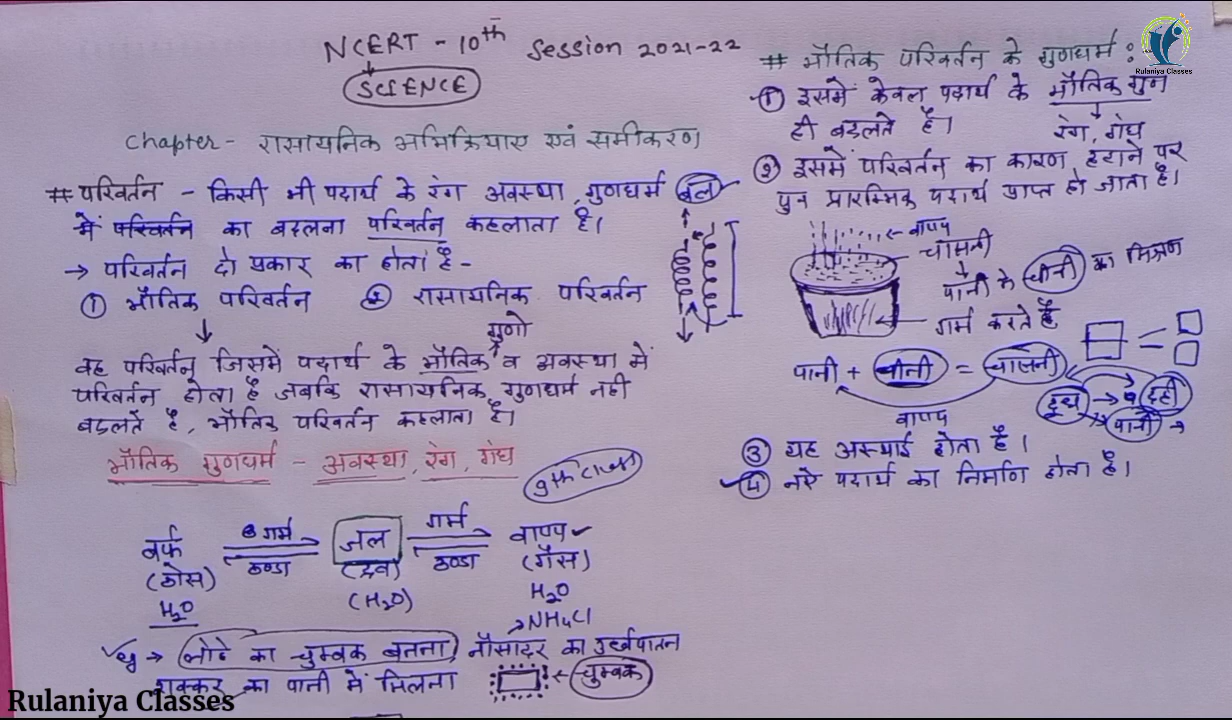 NCERT - 10th Session 2021-22
SCIENCE
Chapter - रासायनिक अभिक्रियाए एवं समीकरण
# परिवर्तन - किसी भी पदार्थ के रंग अवस्था, गुणधर्म
में परिवर्तन का बदलना परिवर्तन कहलाता है।
→ परिवर्तन दो प्रकार का होता है -
① भौतिक परिवर्तन ② रासायनिक परिवर्तन
↓ गुणो
वह परिवर्तन जिसमें पदार्थ के भौतिक व अवस्था में
परिवर्तन होता है जबकि रासायनिक गुणधर्म नही
बदलते है, भौतिक परिवर्तन कहलाता है।
भौतिक गुणधर्म - अवस्था, रंग, गंध
9th class
बर्फ गर्म जल गर्म वाष्प
ठण्डा ठण्डा
(ठोस) (द्रव) (गैस)
H₂O (H₂O) H₂O
NH₄Cl
→ लोहे का चुम्बक बनना, नौसादर का उर्ध्वपातन
शक्कर का पानी में मिलना ← चुम्बक
बल
# भौतिक परिवर्तन के गुणधर्म :
① इसमें केवल पदार्थ के भौतिक गुन
ही बदलते है। रंग, गंध
② इसमें परिवर्तन का कारण हटाने पर
पुन प्रारम्भिक पदार्थ प्राप्त हो जाता है।
वाष्प
चासनी
↓
पानी के चीनी का मिश्रण
गर्म करते है
पानी + चीनी = चाशनी
वाष्प
दूध → दही
पानी →
③ यह अस्थाई होता है।
④ नए पदार्थ का निर्माण होता है।
Rulaniya Classes
Rulaniya Classes